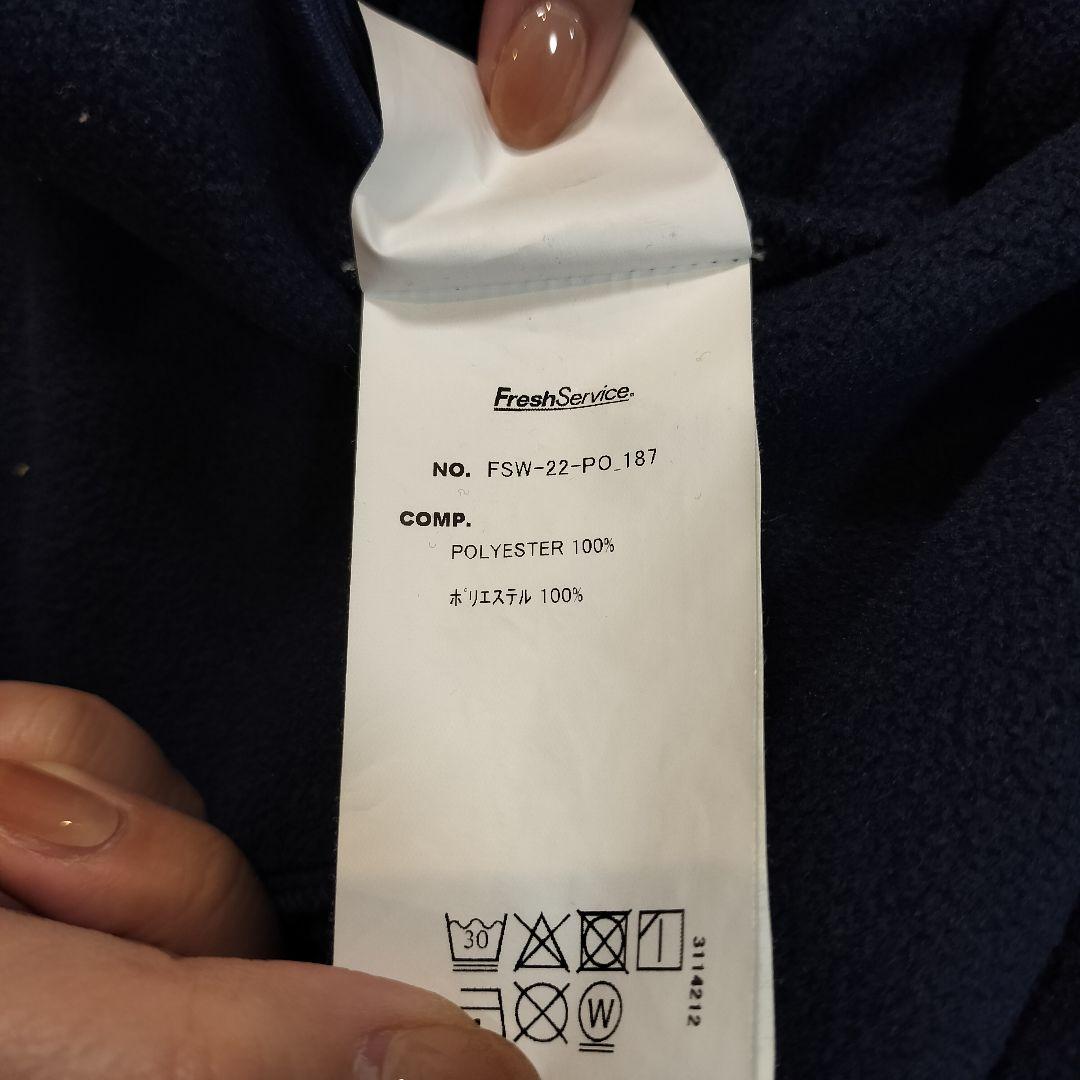 FreshService®
NO. FSW-22-PO_187
COMP.
POLYESTER 100%
ポリエステル 100%
30
W
3114212